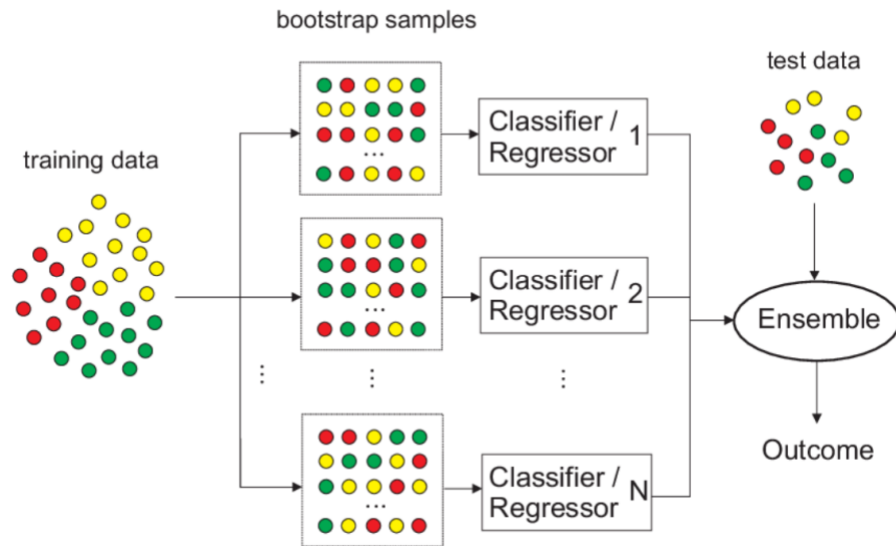 bootstrap samples
test data
training data
...
Classifier /
Regressor 1
...
Classifier /
Regressor 2
...
Ensemble
...
...
...
Outcome
Classifier /
Regressor N
...